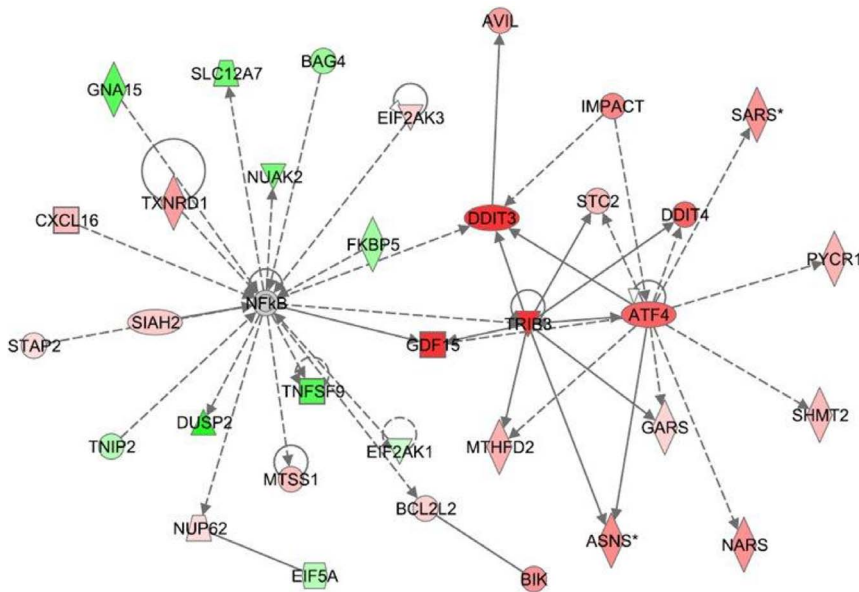 AVIL
BAG4
SLC12A7
GNA15
IMPACT
SARS*
EIF2AK3
NUAK2
TXNRD1
STC2
CXCL16
DDIT3
DDIT4
FKBP5
PYCR1
NFkB
SIAH2
TRIB3
ATF4
STAP2
GDF15
TNFSF9
DUSP2
SHMT2
TNIP2
EIF2AK1
MTHFD2
GARS
MTSS1
BCL2L2
NUP62
ASNS*
NARS
EIF5A
BIK